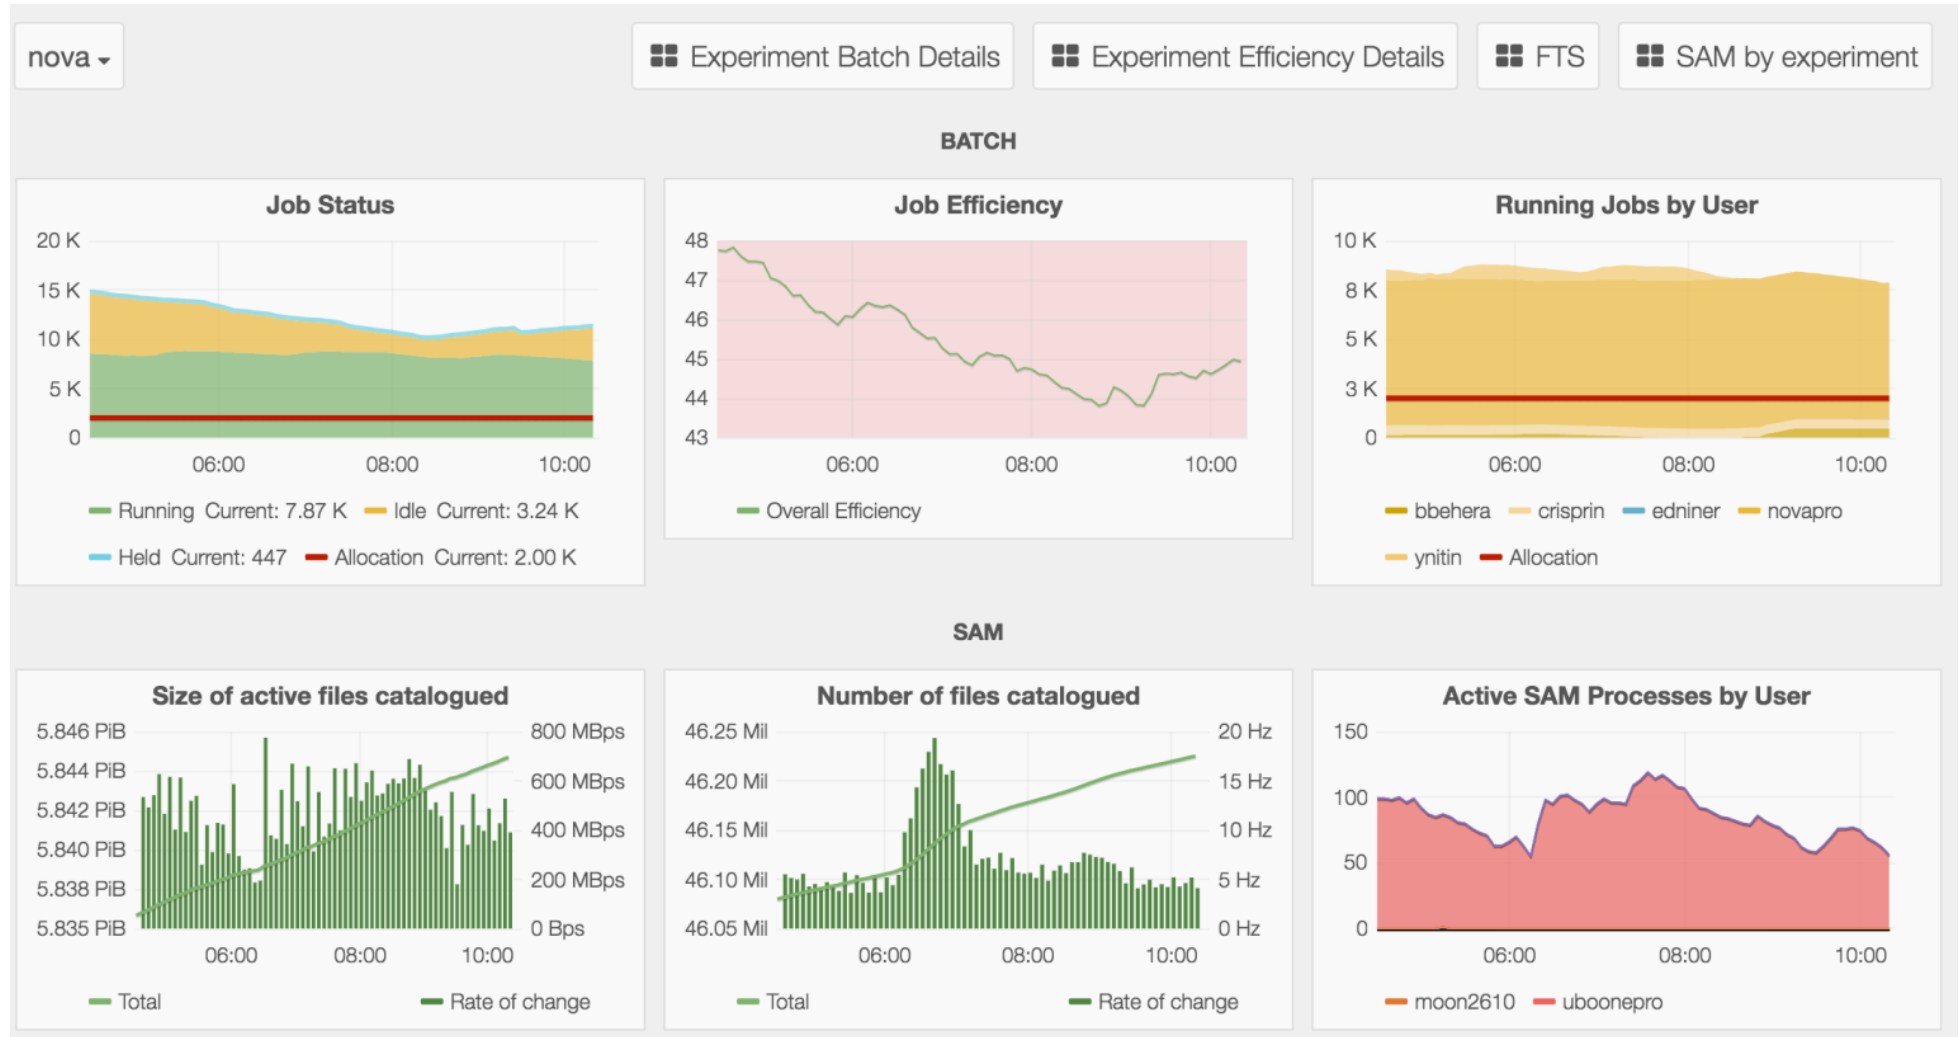 nova
Experiment Batch Details
Experiment Efficiency Details
FTS
SAM by experiment
BATCH
Job Status
20 K
15 K
10 K
5 K
0
06:00 08:00 10:00
Running Current: 7.87 K Idle Current: 3.24 K
Held Current: 447 Allocation Current: 2.00 K
Job Efficiency
48
47
46
45
44
43
06:00 08:00 10:00
Overall Efficiency
Running Jobs by User
10 K
8 K
5 K
3 K
0
06:00 08:00 10:00
bbehera crisprin edniner novapro
ynitin Allocation
SAM
Size of active files catalogued
5.846 PiB 800 MBps
5.844 PiB
600 MBps
5.842 PiB
400 MBps
5.840 PiB
200 MBps
5.838 PiB
5.835 PiB 0 Bps
06:00 08:00 10:00
Total Rate of change
Number of files catalogued
46.25 Mil 20 Hz
46.20 Mil 15 Hz
46.15 Mil 10 Hz
46.10 Mil 5 Hz
46.05 Mil 0 Hz
06:00 08:00 10:00
Total Rate of change
Active SAM Processes by User
150
100
50
0
06:00 08:00 10:00
moon2610 uboonepro